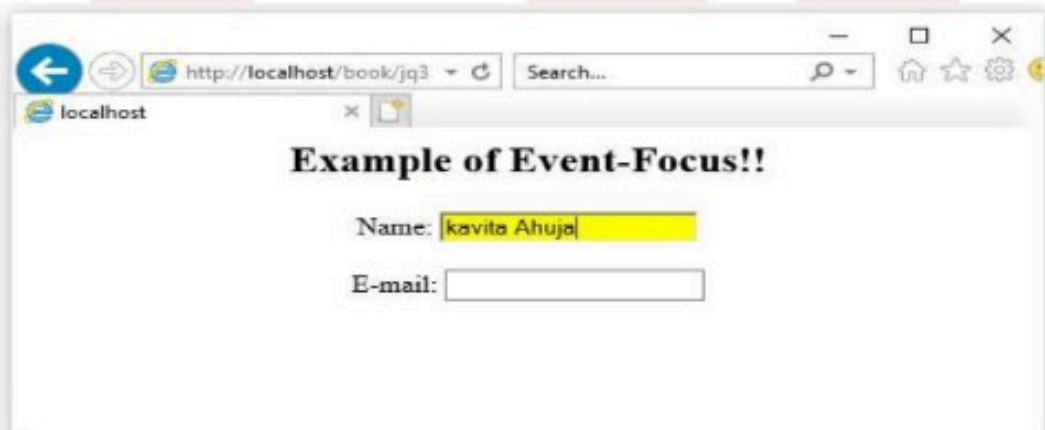 http://localhost/book/jq3
Search...
localhost
Example of Event-Focus!!
Name: kavita Ahuja
E-mail: